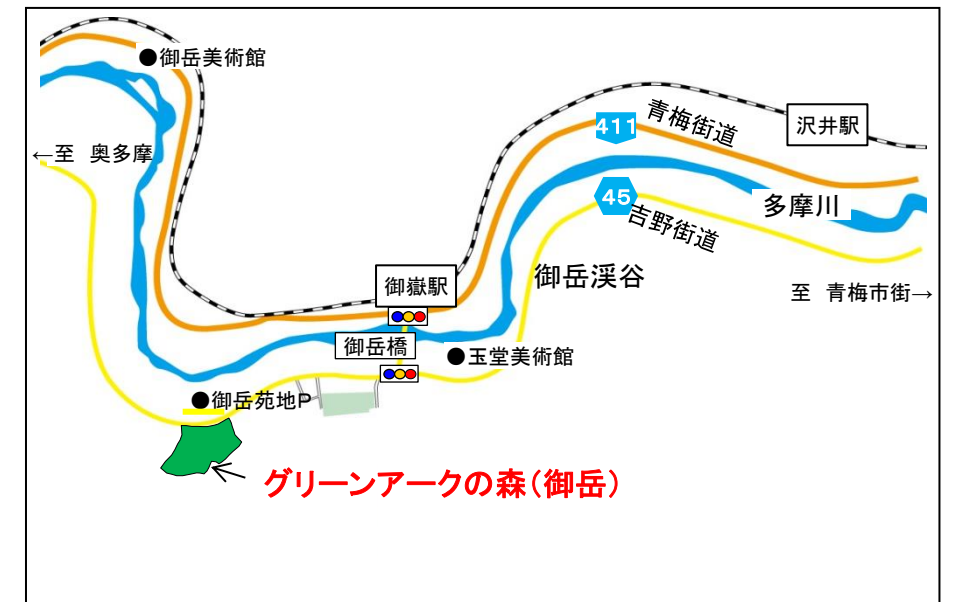 ●御岳美術館
411
青梅街道
沢井駅
←至 奥多摩
45
吉野街道
多摩川
御岳渓谷
御嶽駅
至 青梅市街→
御岳橋
●玉堂美術館
●御岳苑地P
グリーンアークの森(御岳)